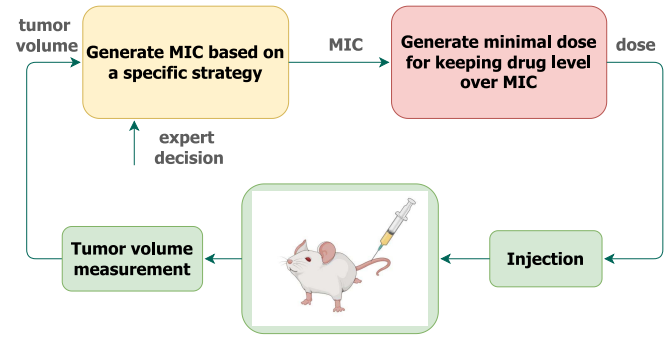 tumor
volume
Generate MIC based on
a specific strategy
MIC
Generate minimal dose
for keeping drug level
over MIC
dose
expert
decision
Tumor volume
measurement
Injection